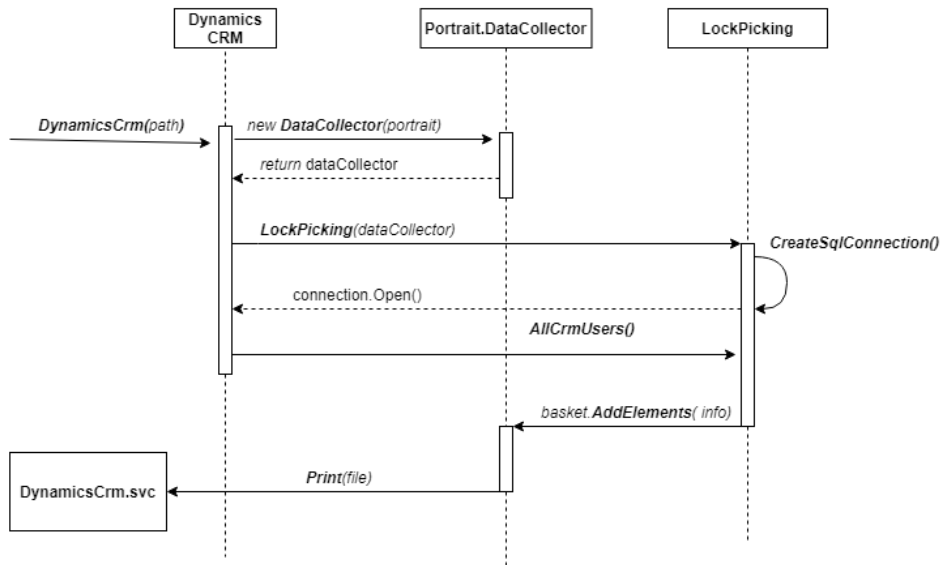 Dynamics
CRM
Portrait.DataCollector
LockPicking
DynamicsCrm(path)
new DataCollector(portrait)
return dataCollector
LockPicking(dataCollector)
CreateSqlConnection()
connection.Open()
AllCrmUsers()
basket.AddElements( info)
Print(file)
DynamicsCrm.svc